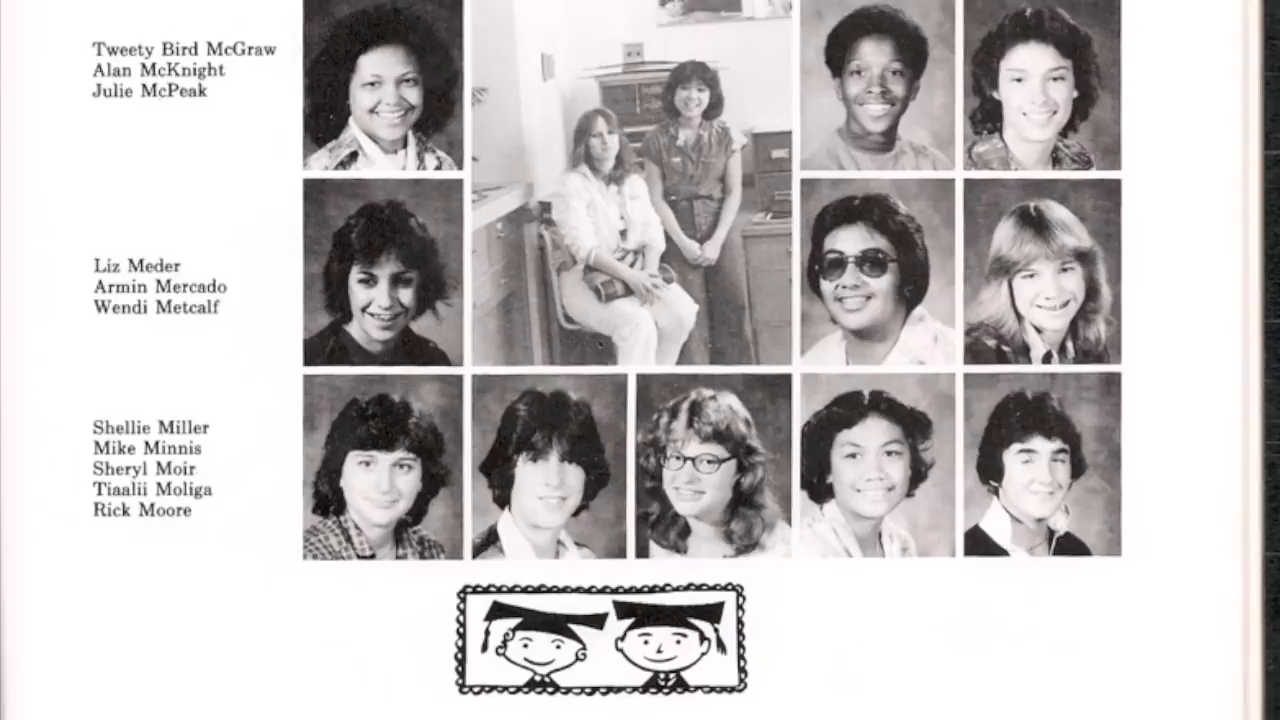 Tweety Bird McGraw
Alan McKnight
Julie McPeak
Liz Meder
Armin Mercado
Wendi Metcalf
Shellie Miller
Mike Minnis
Sheryl Moir
Tiaalii Moliga
Rick Moore